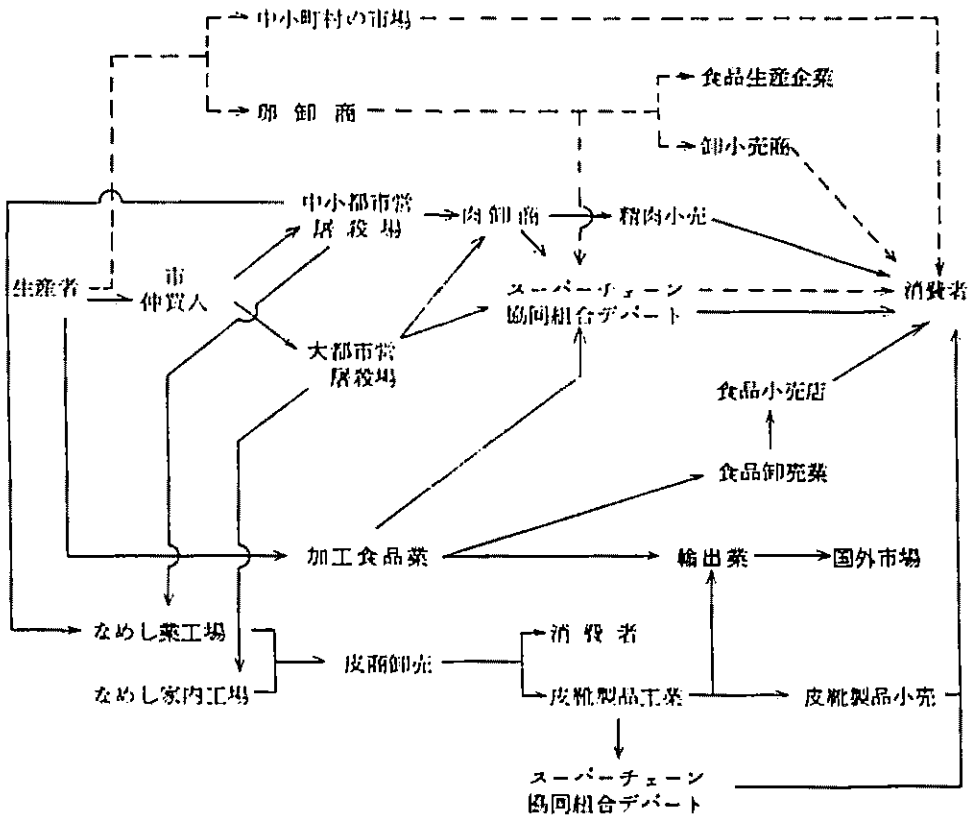 中小町村の市場
食品生産企業
卵卸商
卸小売商
中小都市営
屠殺場
肉卸商
精肉小売
生産者
市
仲買人
スーパーチェーン
協同組合デパート
消費者
大都市営
屠殺場
食品小売店
食品卸売業
加工食品業
輸出業
国外市場
なめし業工場
消費者
皮商卸売
なめし家内工場
皮靴製品工業
皮靴製品小売
スーパーチェーン
協同組合デパート